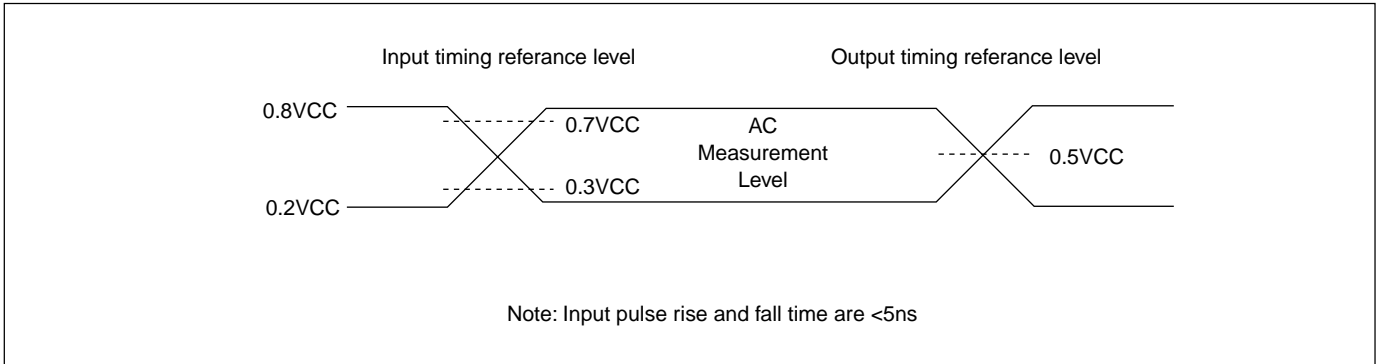 Input timing referance level
Output timing referance level
0.8VCC
0.7VCC
AC
Measurement
Level
0.5VCC
0.3VCC
0.2VCC
Note: Input pulse rise and fall time are <5ns